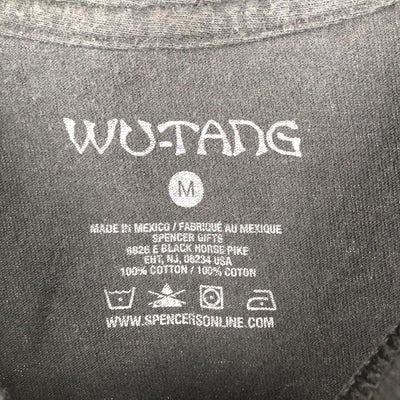 WU-TANG
M
MADE IN MEXICO / FABRIQUÉ AU MEXIQUE
SPENCER GIFTS
6826 E BLACK HORSE PIKE
EHT, NJ, 08234 USA
100% COTTON / 100% COTON
WWW.SPENCERSONLINE.COM